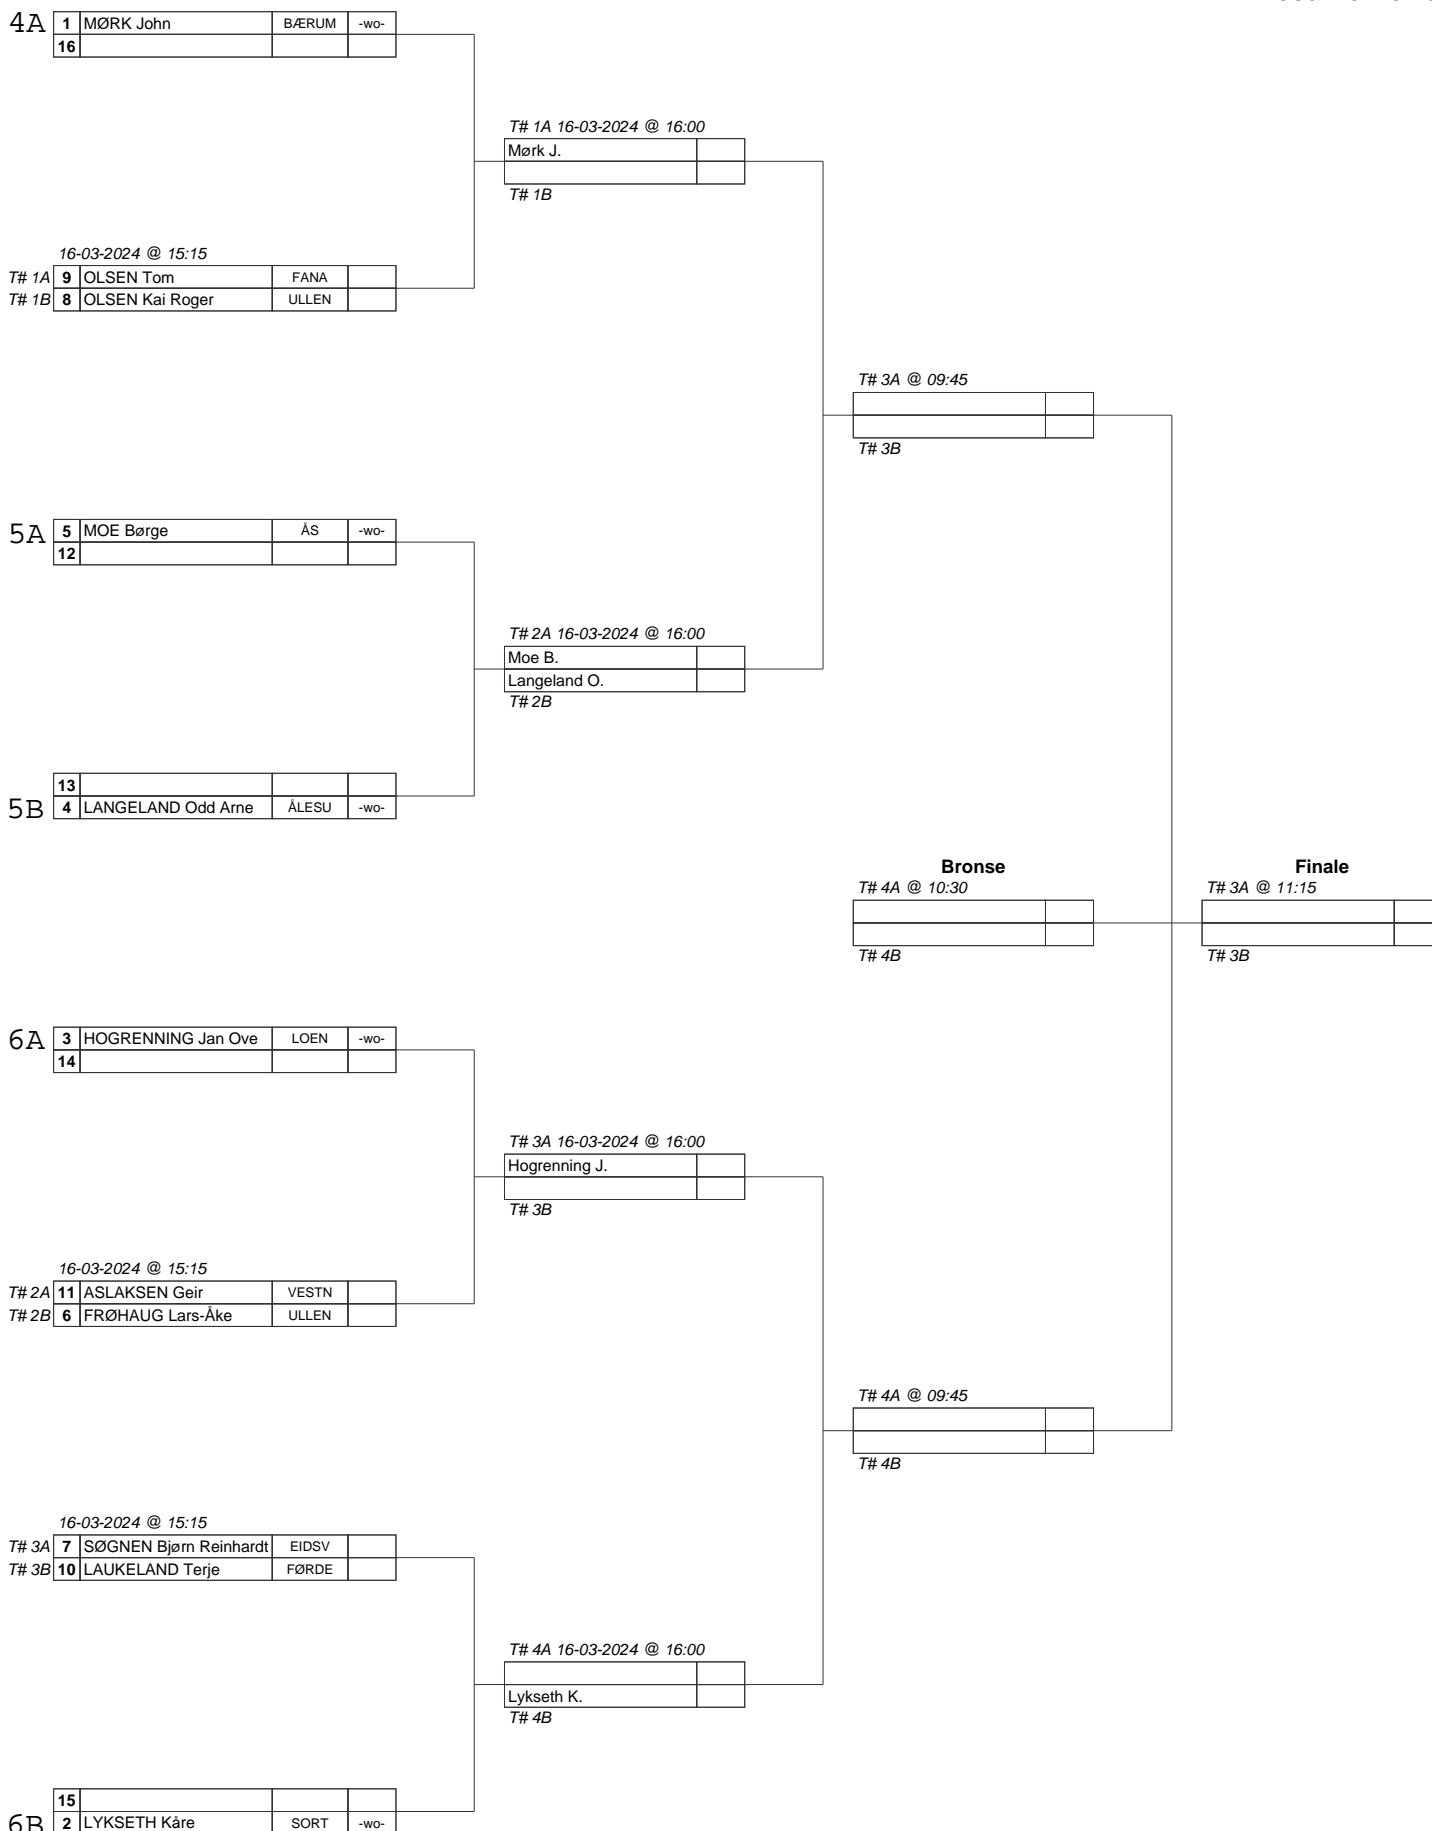 4A 1 MØRK John BÆRUM -wo-
16
T# 1A 16-03-2024 @ 16:00
Mørk J.
T# 1B
16-03-2024 @ 15:15
T# 1A 9 OLSEN Tom FANA
T# 1B 8 OLSEN Kai Roger ULLEN
T# 3A @ 09:45
T# 3B
5A 5 MOE Børge ÅS -wo-
12
T# 2A 16-03-2024 @ 16:00
Moe B.
Langeland O.
T# 2B
13
5B 4 LANGELAND Odd Arne ÅLESU -wo-
Bronse Finale
T# 4A @ 10:30 T# 3A @ 11:15
T# 4B T# 3B
6A 3 HOGRENNING Jan Ove LOEN -wo-
14
T# 3A 16-03-2024 @ 16:00
Hogrenning J.
T# 3B
16-03-2024 @ 15:15
T# 2A 11 ASLAKSEN Geir VESTN
T# 2B 6 FRØHAUG Lars-Åke ULLEN
T# 4A @ 09:45
T# 4B
16-03-2024 @ 15:15
T# 3A 7 SØGNEN Bjørn Reinhardt EIDSV
T# 3B 10 LAUKELAND Terje FØRDE
T# 4A 16-03-2024 @ 16:00
Lykseth K.
T# 4B
15
6B 2 LYKSETH Kåre SORT -wo-